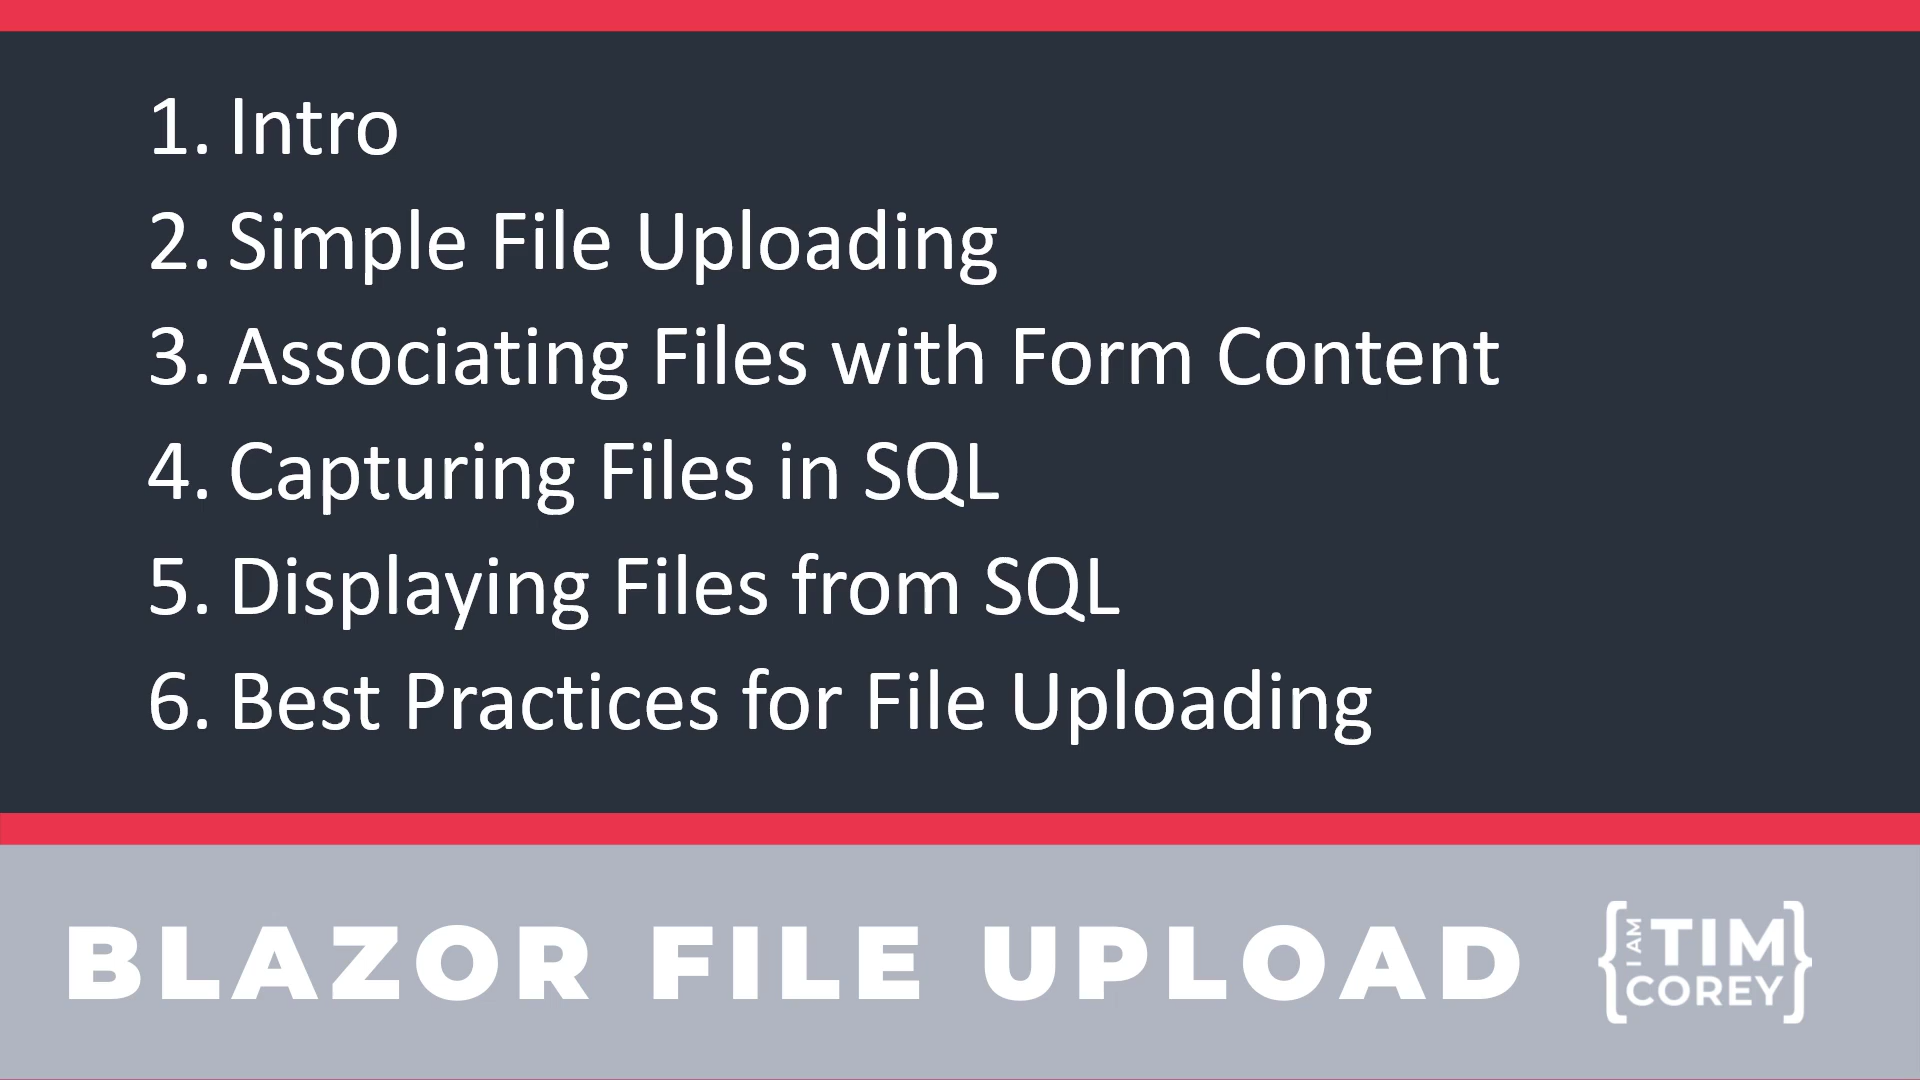 1. Intro
2. Simple File Uploading
3. Associating Files with Form Content
4. Capturing Files in SQL
5. Displaying Files from SQL
6. Best Practices for File Uploading
BLAZOR FILE UPLOAD
{I AM TIM
COREY}